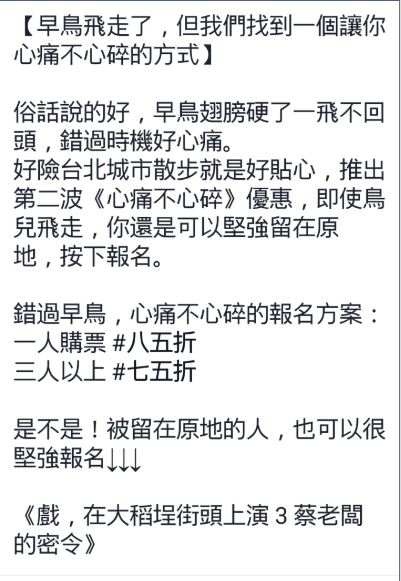 【早鳥飛走了，但我們找到一個讓你
心痛不心碎的方式】
俗話說的好，早鳥翅膀硬了一飛不回
頭，錯過時機好心痛。
好險台北城市散步就是好貼心，推出
第二波《心痛不心碎》優惠，即使鳥
兒飛走，你還是可以堅強留在原
地，按下報名。
錯過早鳥，心痛不心碎的報名方案：
一人購票 #八五折
三人以上 #七五折
是不是！被留在原地的人，也可以很
堅強報名↓↓↓
《戲，在大稻埕街頭上演 3 蔡老闆
的密令》